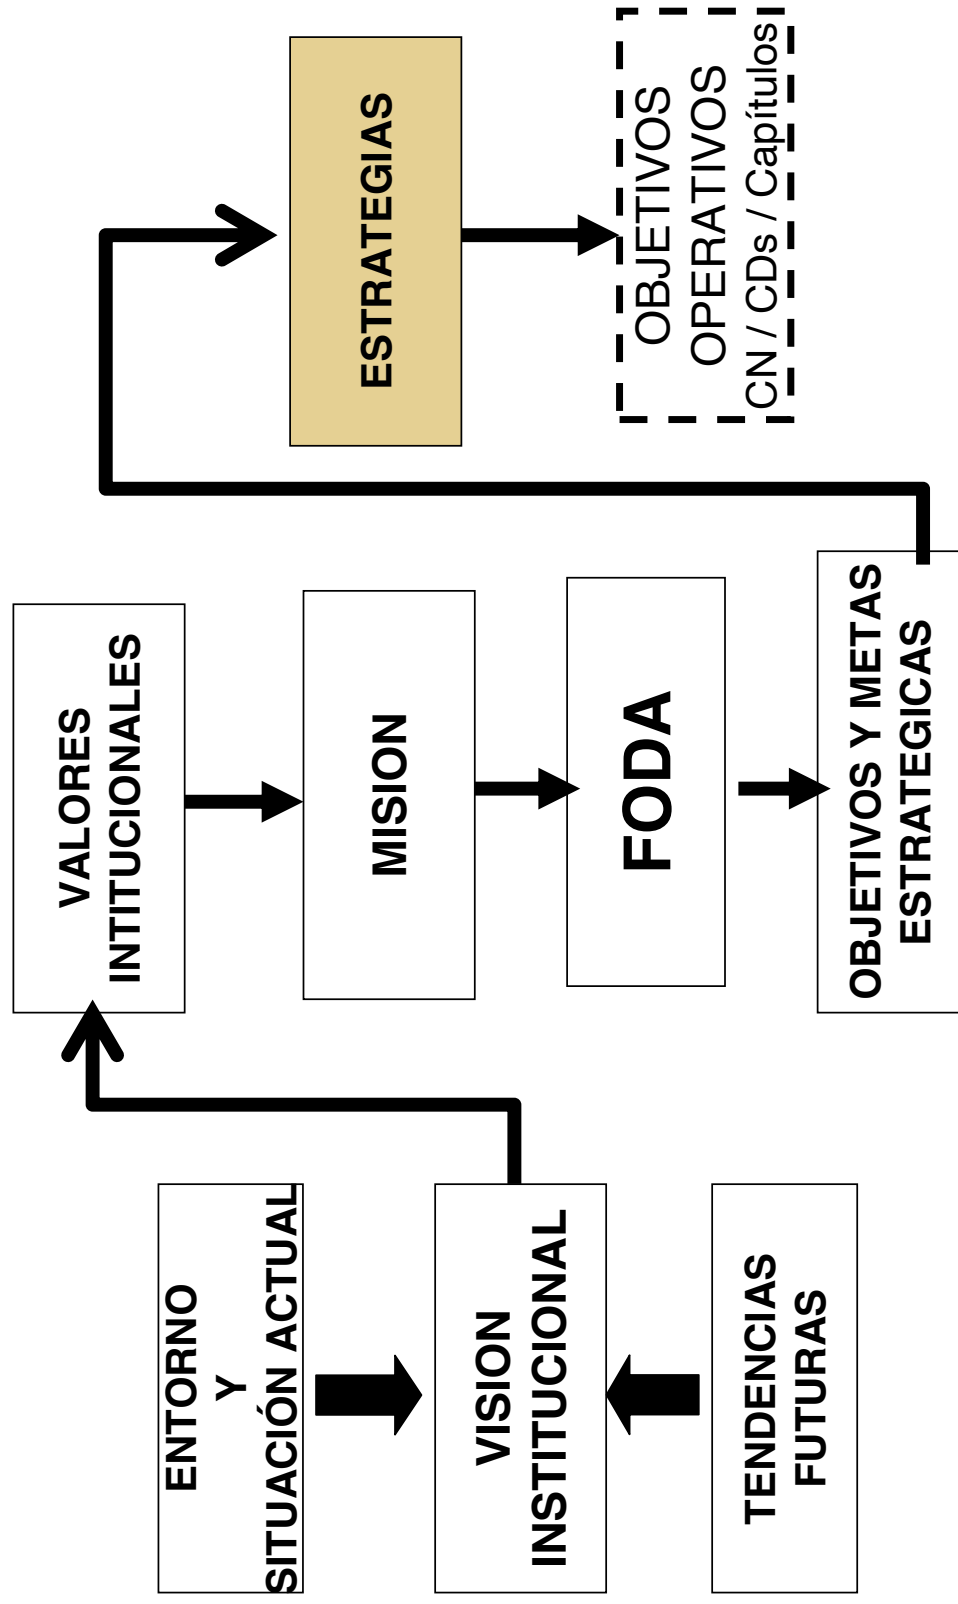 ENTORNO
Y
SITUACIÓN ACTUAL
VISION
INSTITUCIONAL
TENDENCIAS
FUTURAS
VALORES
INTITUCIONALES
MISION
FODA
OBJETIVOS Y METAS
ESTRATEGICAS
ESTRATEGIAS
OBJETIVOS
OPERATIVOS
CN / CDs / Capítulos